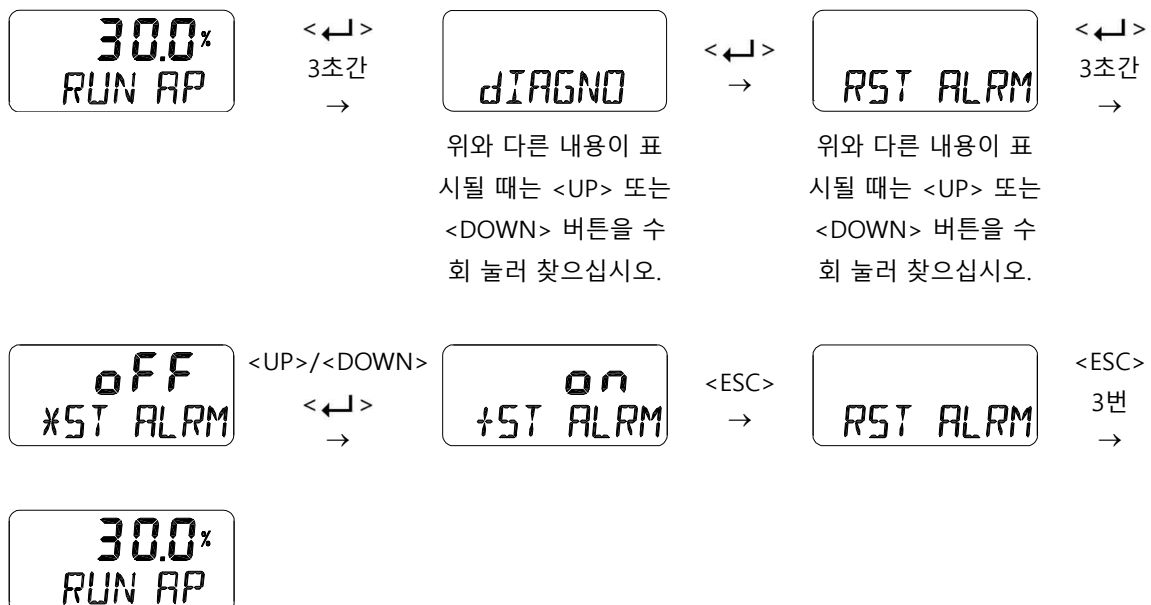 30.0%
RUN AP
<↵>
3초간
→
dIAGNO
위와 다른 내용이 표
시될 때는 <UP> 또는
<DOWN> 버튼을 수
회 눌러 찾으십시오.
<↵>
→
RST ALRM
위와 다른 내용이 표
시될 때는 <UP> 또는
<DOWN> 버튼을 수
회 눌러 찾으십시오.
<↵>
3초간
→
oFF
*ST ALRM
<UP>/<DOWN>
<↵>
→
on
+ST ALRM
<ESC>
→
RST ALRM
<ESC>
3번
→
30.0%
RUN AP